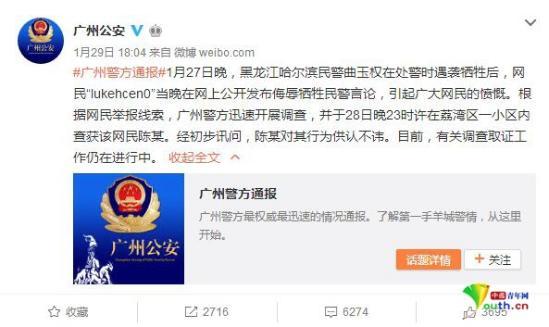 广州公安
1月29日 18:04 来自 微博 weibo.com
#广州警方通报#1月27日晚，黑龙江哈尔滨民警曲玉权在处警时遇袭牺牲后，网
民“lukehcen0”当晚在网上公开发布侮辱牺牲民警言论，引起广大网民的愤慨。根
据网民举报线索，广州警方迅速开展调查，并于28日晚23时许在荔湾区一小区内
查获该网民陈某。经初步讯问，陈某对其行为供认不讳。目前，有关调查取证工
作仍在进行中。 收起全文
广州公安
广州警方通报
广州警方最权威最迅速的情况通报。了解第一手羊城警情，从这里
开始。
话题详情
+ 关注
收藏
2716
6274
3695
中国青年网
Youth.cn